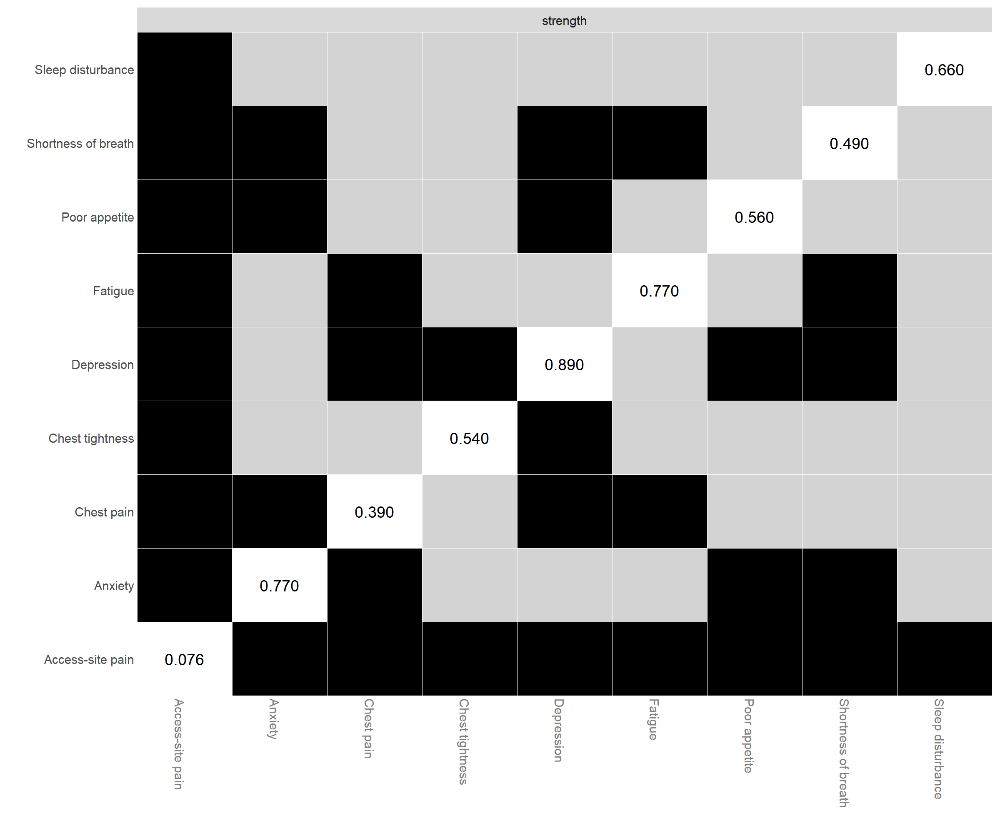 strength
Sleep disturbance
0.660
Shortness of breath
0.490
Poor appetite
0.560
Fatigue
0.770
Depression
0.890
Chest tightness
0.540
Chest pain
0.390
Anxiety
0.770
Access-site pain
0.076
Access-site pain
Anxiety
Chest pain
Chest tightness
Depression
Fatigue
Poor appetite
Shortness of breath
Sleep disturbance